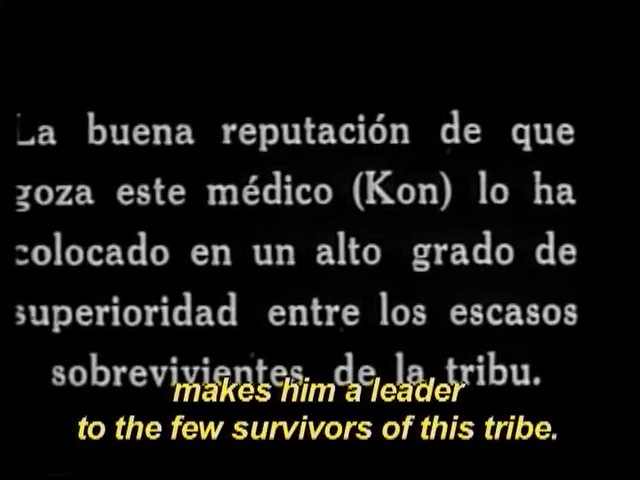 La buena reputación de que
goza este médico (Kon) lo ha
colocado en un alto grado de
superioridad entre los escasos
sobrevivientes de la tribu.
makes him a leader
to the few survivors of this tribe.